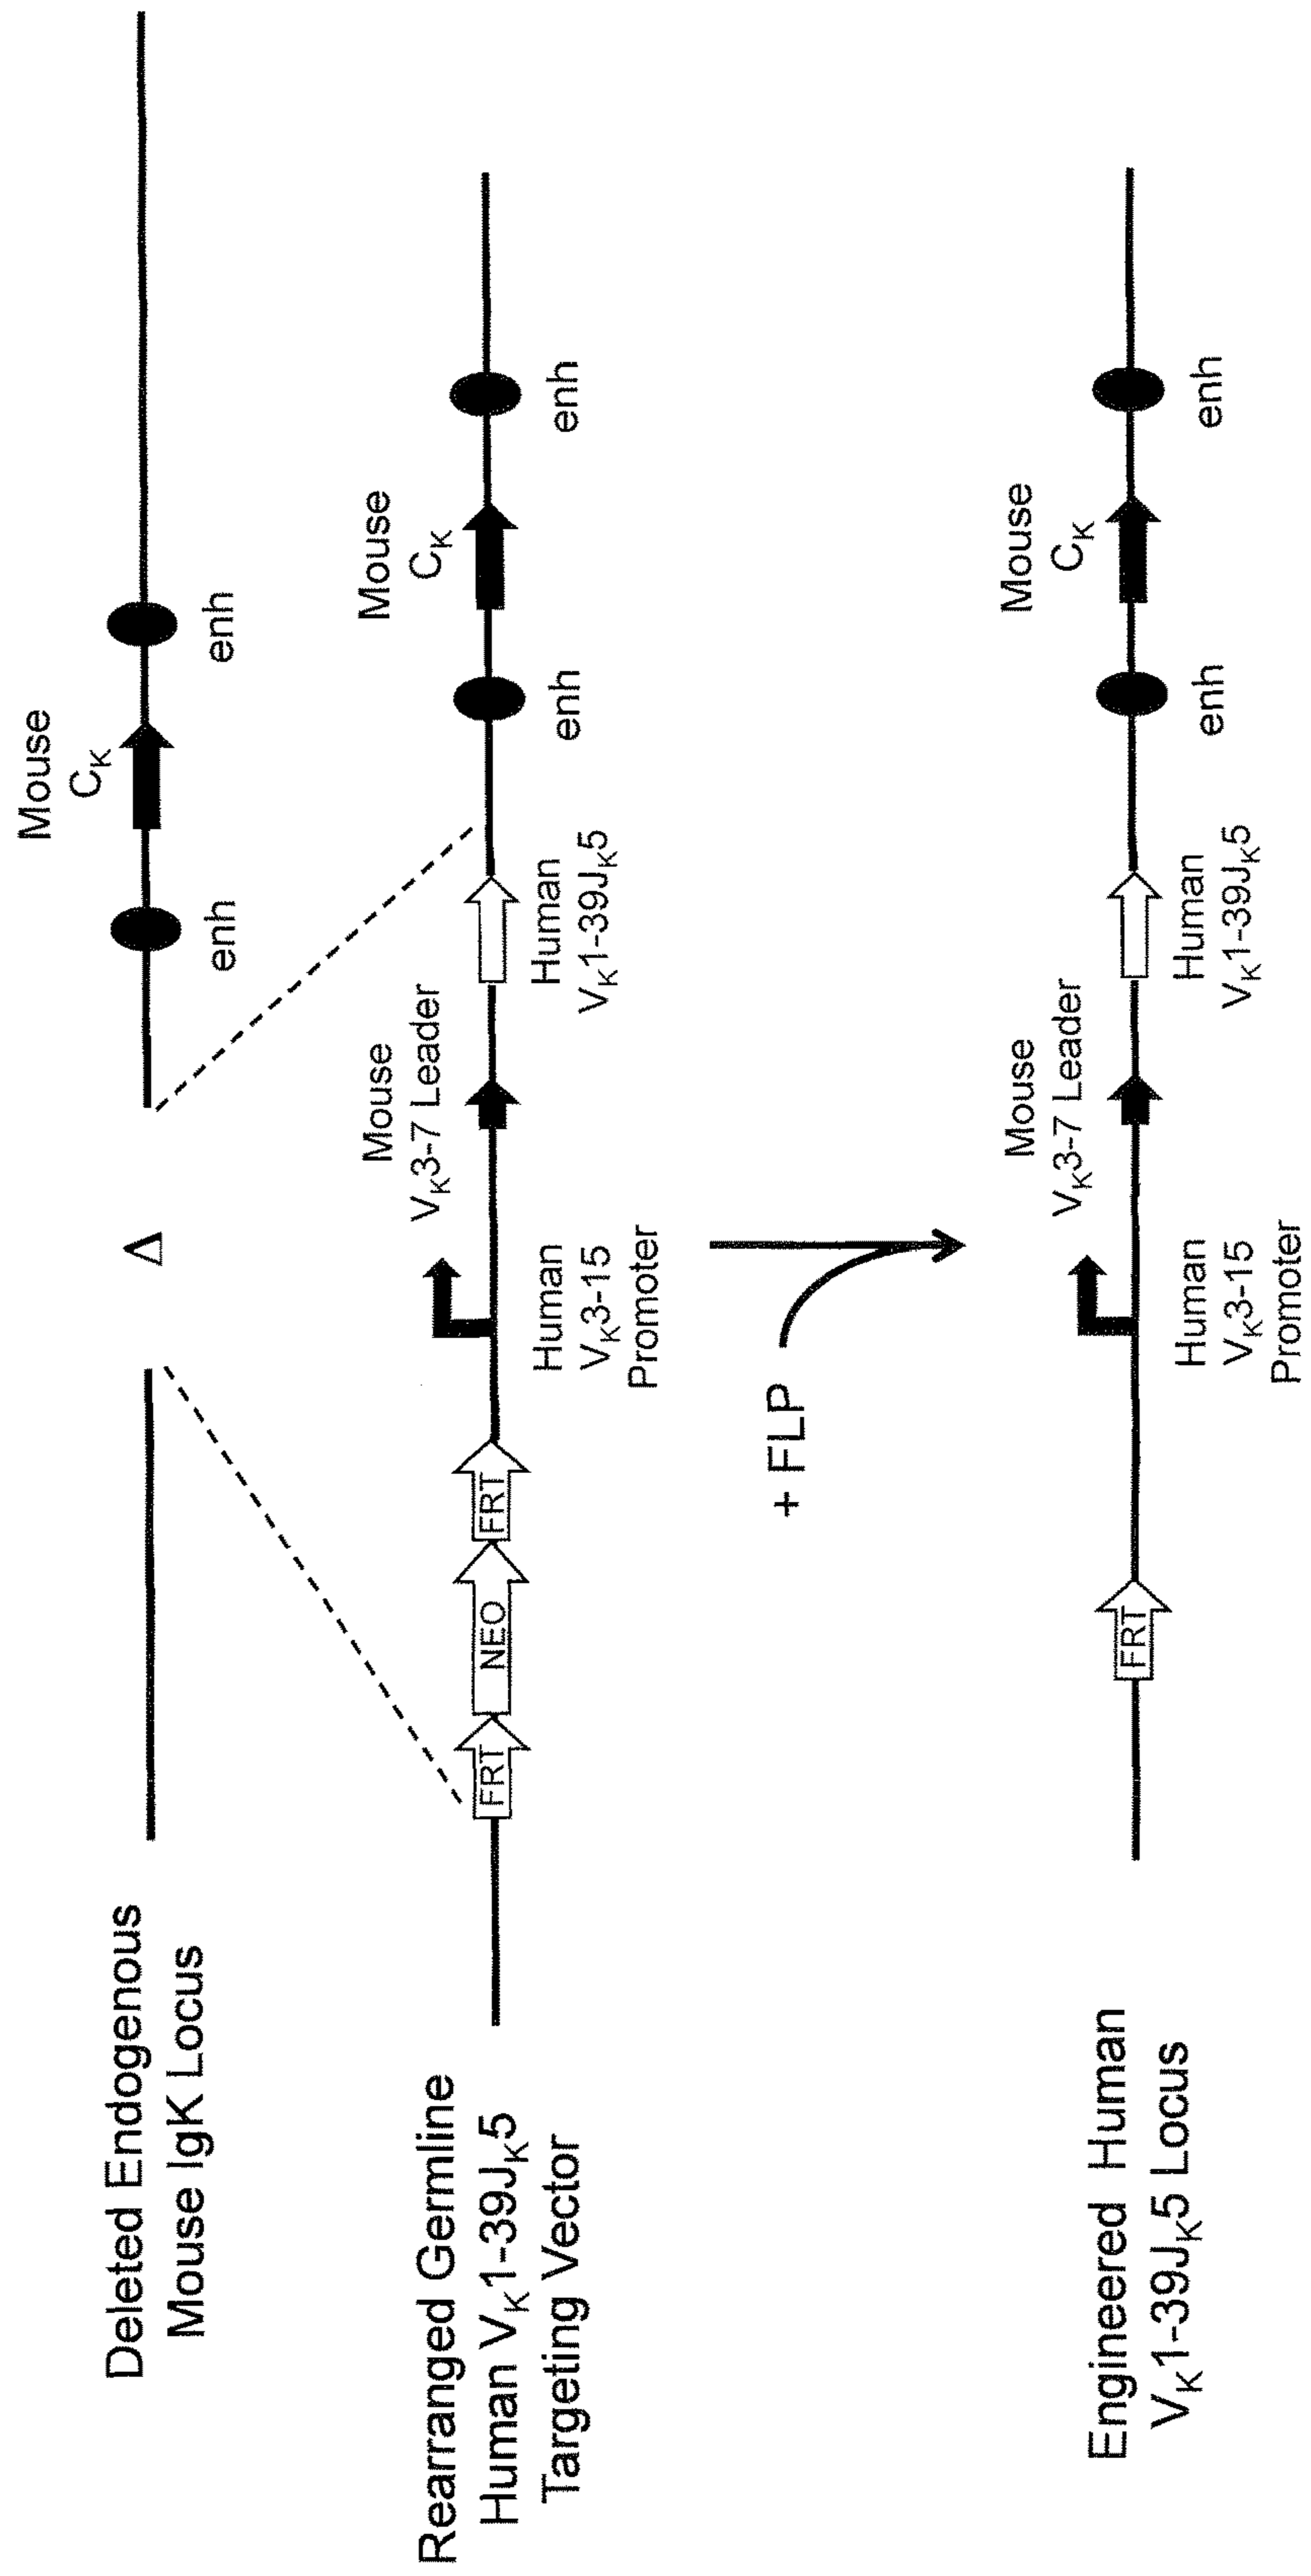 Deleted Endogenous
Mouse IgK Locus
Δ
enh
Mouse
CK
enh
Rearranged Germline
Human VK1-39JK5
Targeting Vector
FRT
NEO
FRT
Human
VK3-15
Promoter
Mouse
VK3-7 Leader
Human
VK1-39JK5
enh
Mouse
CK
enh
+ FLP
Engineered Human
VK1-39JK5 Locus
FRT
Human
VK3-15
Promoter
Mouse
VK3-7 Leader
Human
VK1-39JK5
enh
Mouse
CK
enh